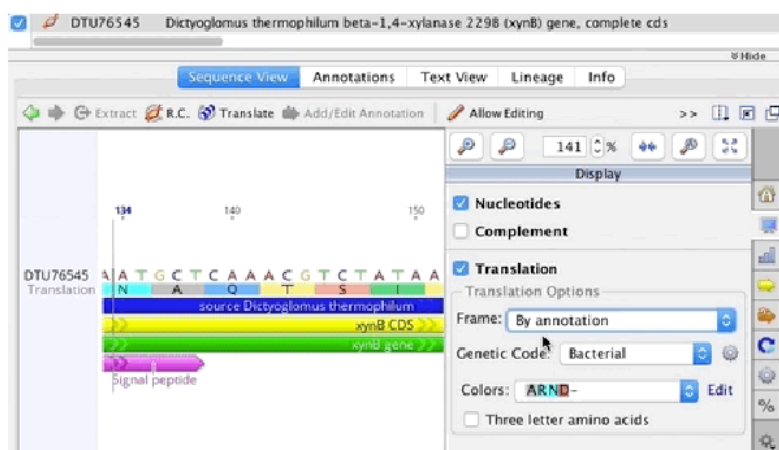 DTU76545 Dictyoglomus thermophilum beta-1,4-xylanase 229B (xynB) gene, complete cds
Hide
Sequence View Annotations Text View Lineage Info
Extract R.C. Translate Add/Edit Annotation Allow Editing >>
141 %
Display
134 140 150
Nucleotides
Complement
DTU76545 A A T G C T C A A A C G T C T A T A A
Translation N A Q T S I
Translation
Translation Options
source Dictyoglomus thermophilum
xynB CDS
xynB gene
Signal peptide
Frame: By annotation
Genetic Code: Bacterial
Colors: ARND- Edit
Three letter amino acids
%